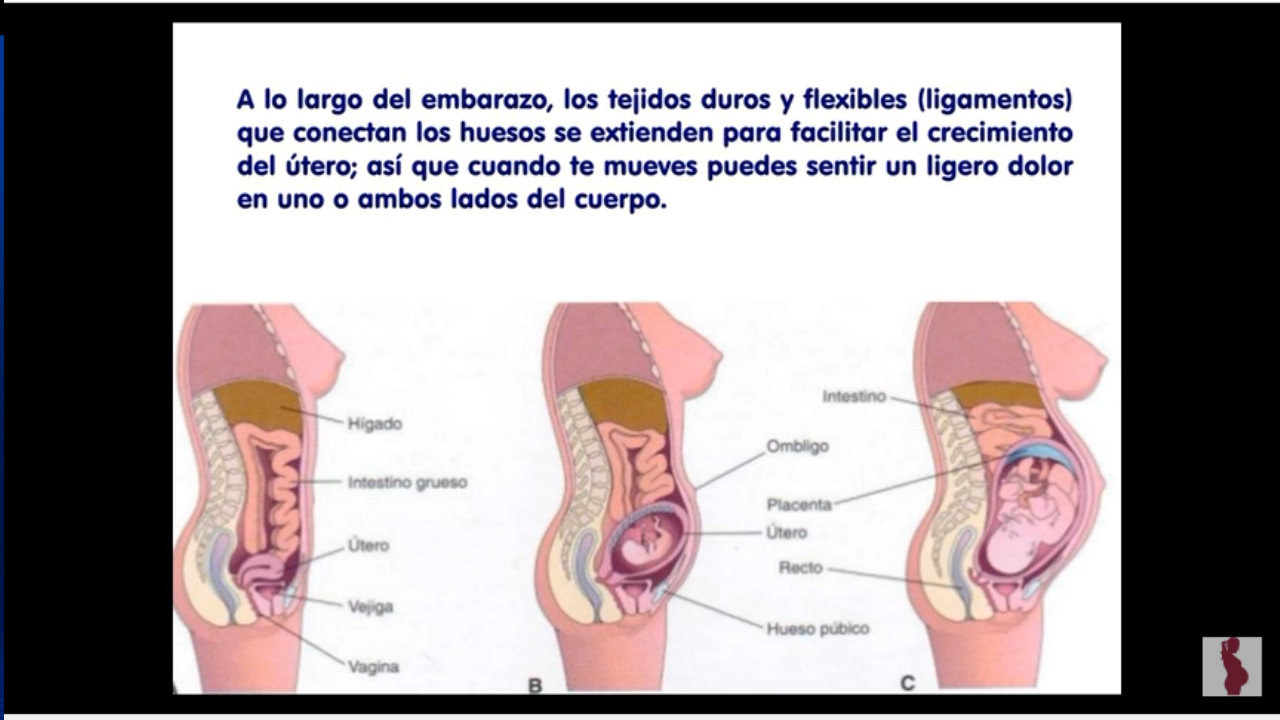 A lo largo del embarazo, los tejidos duros y flexibles (ligamentos)
que conectan los huesos se extienden para facilitar el crecimiento
del útero; así que cuando te mueves puedes sentir un ligero dolor
en uno o ambos lados del cuerpo.
Hígado
Intestino grueso
Útero
Vejiga
Vagina
B
Ombligo
Útero
Hueso púbico
Intestino
Placenta
Recto
C